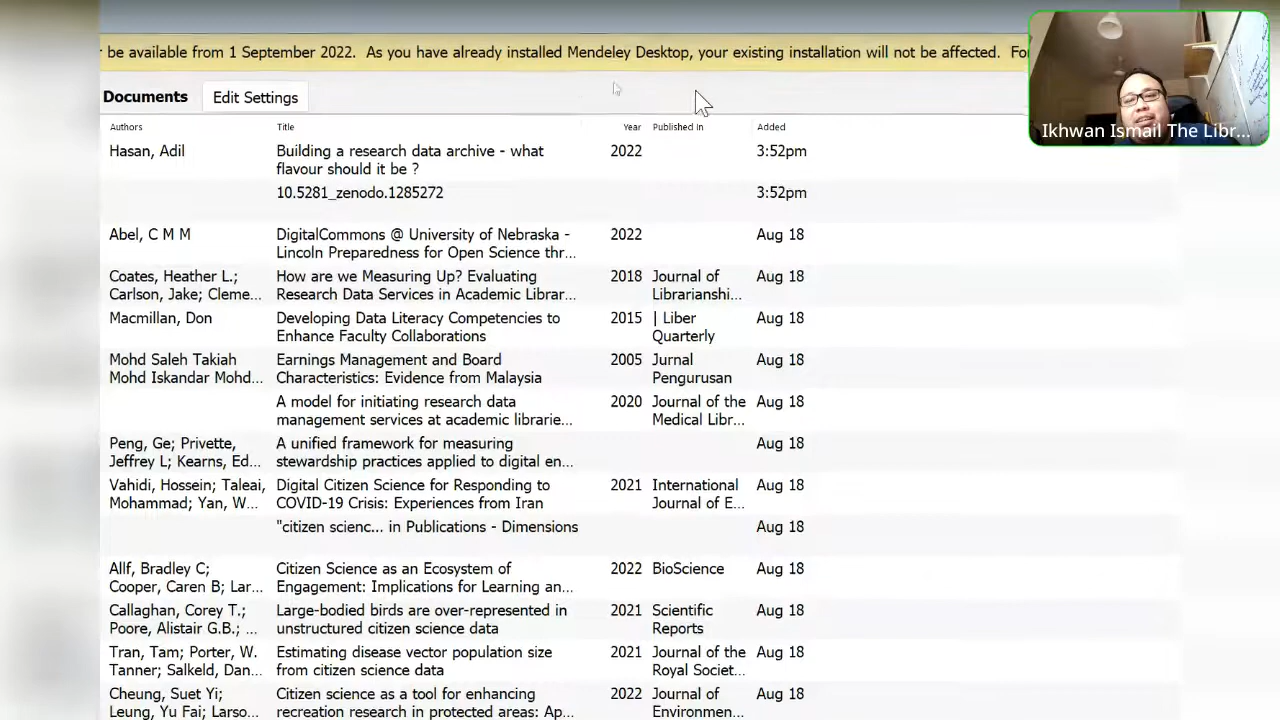 be available from 1 September 2022.  As you have already installed Mendeley Desktop, your existing installation will not be affected.
Documents Edit Settings
Ikhwan Ismail The Libr...
Authors Title Year Published In Added
Hasan, Adil Building a research data archive - what 2022 3:52pm
flavour should it be ?
10.5281_zenodo.1285272 3:52pm
Abel, C M M DigitalCommons @ University of Nebraska - 2022 Aug 18
Lincoln Preparedness for Open Science thr...
Coates, Heather L.; How are we Measuring Up? Evaluating 2018 Journal of Aug 18
Carlson, Jake; Cleme... Research Data Services in Academic Librar... Librarianshi...
Macmillan, Don Developing Data Literacy Competencies to 2015 | Liber Aug 18
Enhance Faculty Collaborations Quarterly
Mohd Saleh Takiah Earnings Management and Board 2005 Jurnal Aug 18
Mohd Iskandar Mohd... Characteristics: Evidence from Malaysia Pengurusan
A model for initiating research data 2020 Journal of the Aug 18
management services at academic librarie... Medical Libr...
Peng, Ge; Privette, A unified framework for measuring Aug 18
Jeffrey L; Kearns, Ed... stewardship practices applied to digital en...
Vahidi, Hossein; Taleai, Digital Citizen Science for Responding to 2021 International Aug 18
Mohammad; Yan, W... COVID-19 Crisis: Experiences from Iran Journal of E...
"citizen scienc... in Publications - Dimensions Aug 18
Allf, Bradley C; Citizen Science as an Ecosystem of 2022 BioScience Aug 18
Cooper, Caren B; Lar... Engagement: Implications for Learning an...
Callaghan, Corey T.; Large-bodied birds are over-represented in 2021 Scientific Aug 18
Poore, Alistair G.B.; ... unstructured citizen science data Reports
Tran, Tam; Porter, W. Estimating disease vector population size 2021 Journal of the Aug 18
Tanner; Salkeld, Dan... from citizen science data Royal Societ...
Cheung, Suet Yi; Citizen science as a tool for enhancing 2022 Journal of Aug 18
Leung, Yu Fai; Larso... recreation research in protected areas: Ap... Environmen...